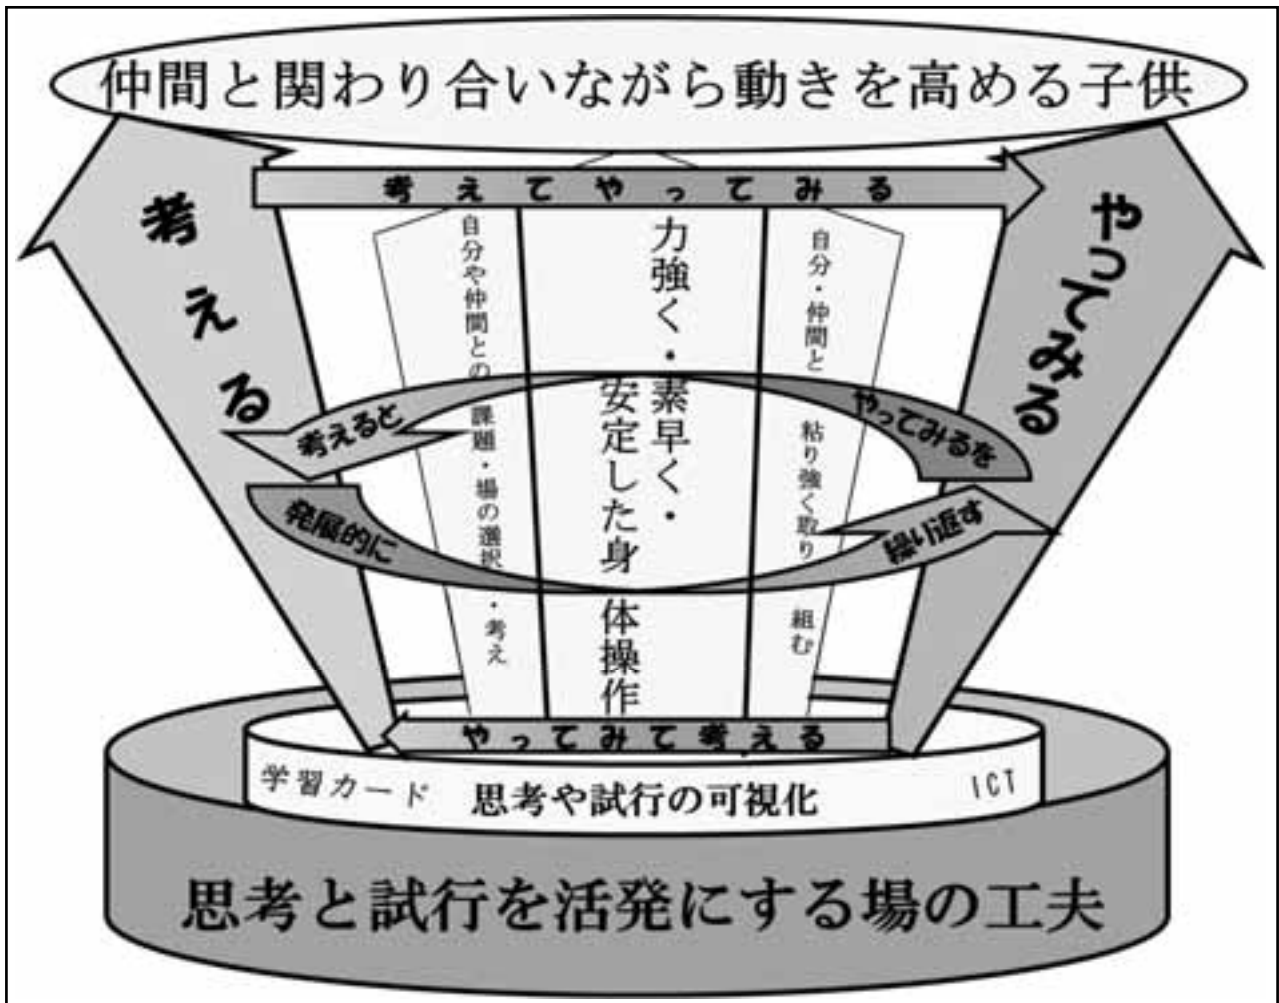 仲間と関わり合いながら動きを高める子供
考えてやってみる
考える
やってみる
自分や仲間との課題・場の選択・考え
力強く・素早く・
安定した身体操作
自分・仲間と粘り強く取り組む
考えると
やってみるを
発展的に
繰り返す
やってみて考える
学習カード
思考や試行の可視化
ICT
思考と試行を活発にする場の工夫